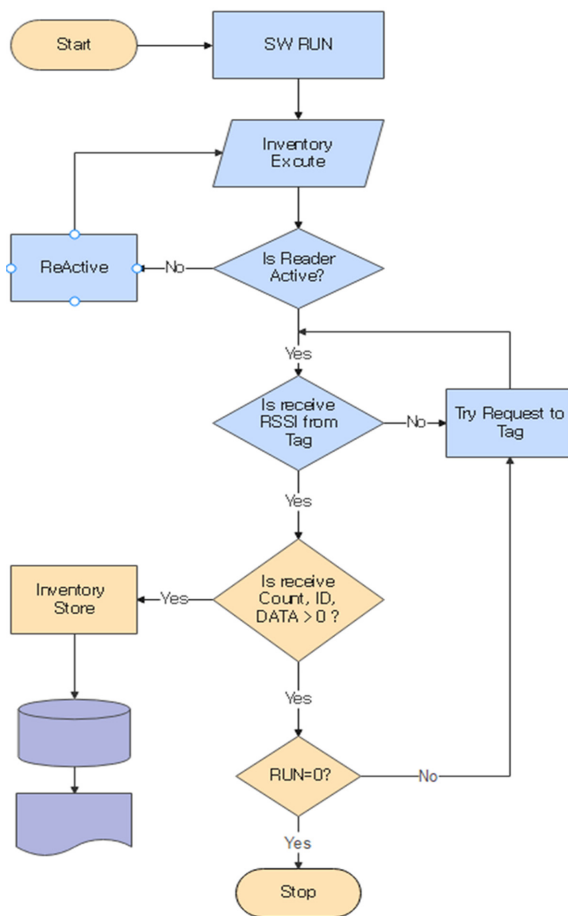 Start
SW RUN
Inventory
Excute
Is Reader
Active?
No
ReActive
Yes
Is receive
RSSI from
Tag
No
Try Request to
Tag
Yes
Is receive
Count, ID,
DATA > 0 ?
Yes
Inventory
Store
Yes
RUN=0?
No
Yes
Stop